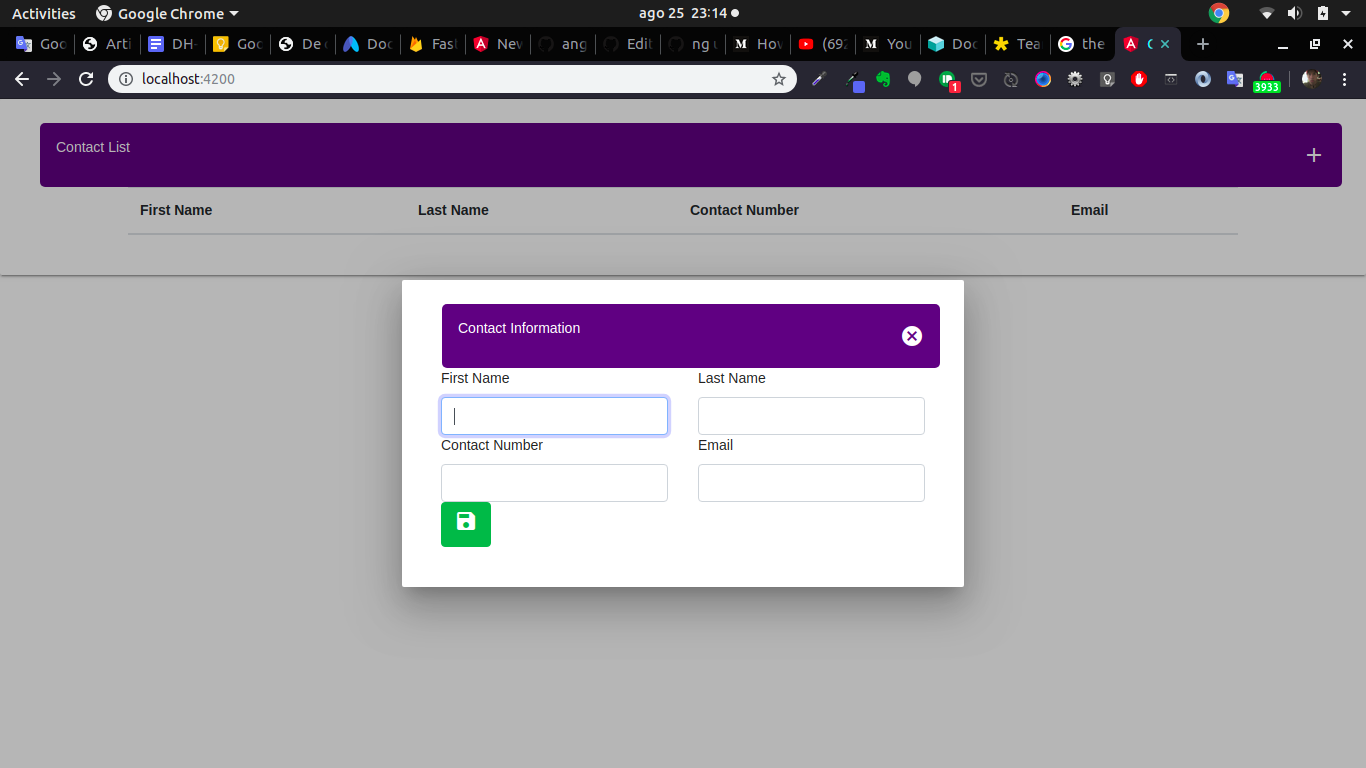 Activities Google Chrome ago 25 23:14
Goo Arti DH- Goo De Doc Fast New ang Edit ng u How (692 You Doc Tea the C
localhost:4200 1 3933
Contact List
First Name Last Name Contact Number Email
Contact Information
First Name Last Name
Contact Number Email